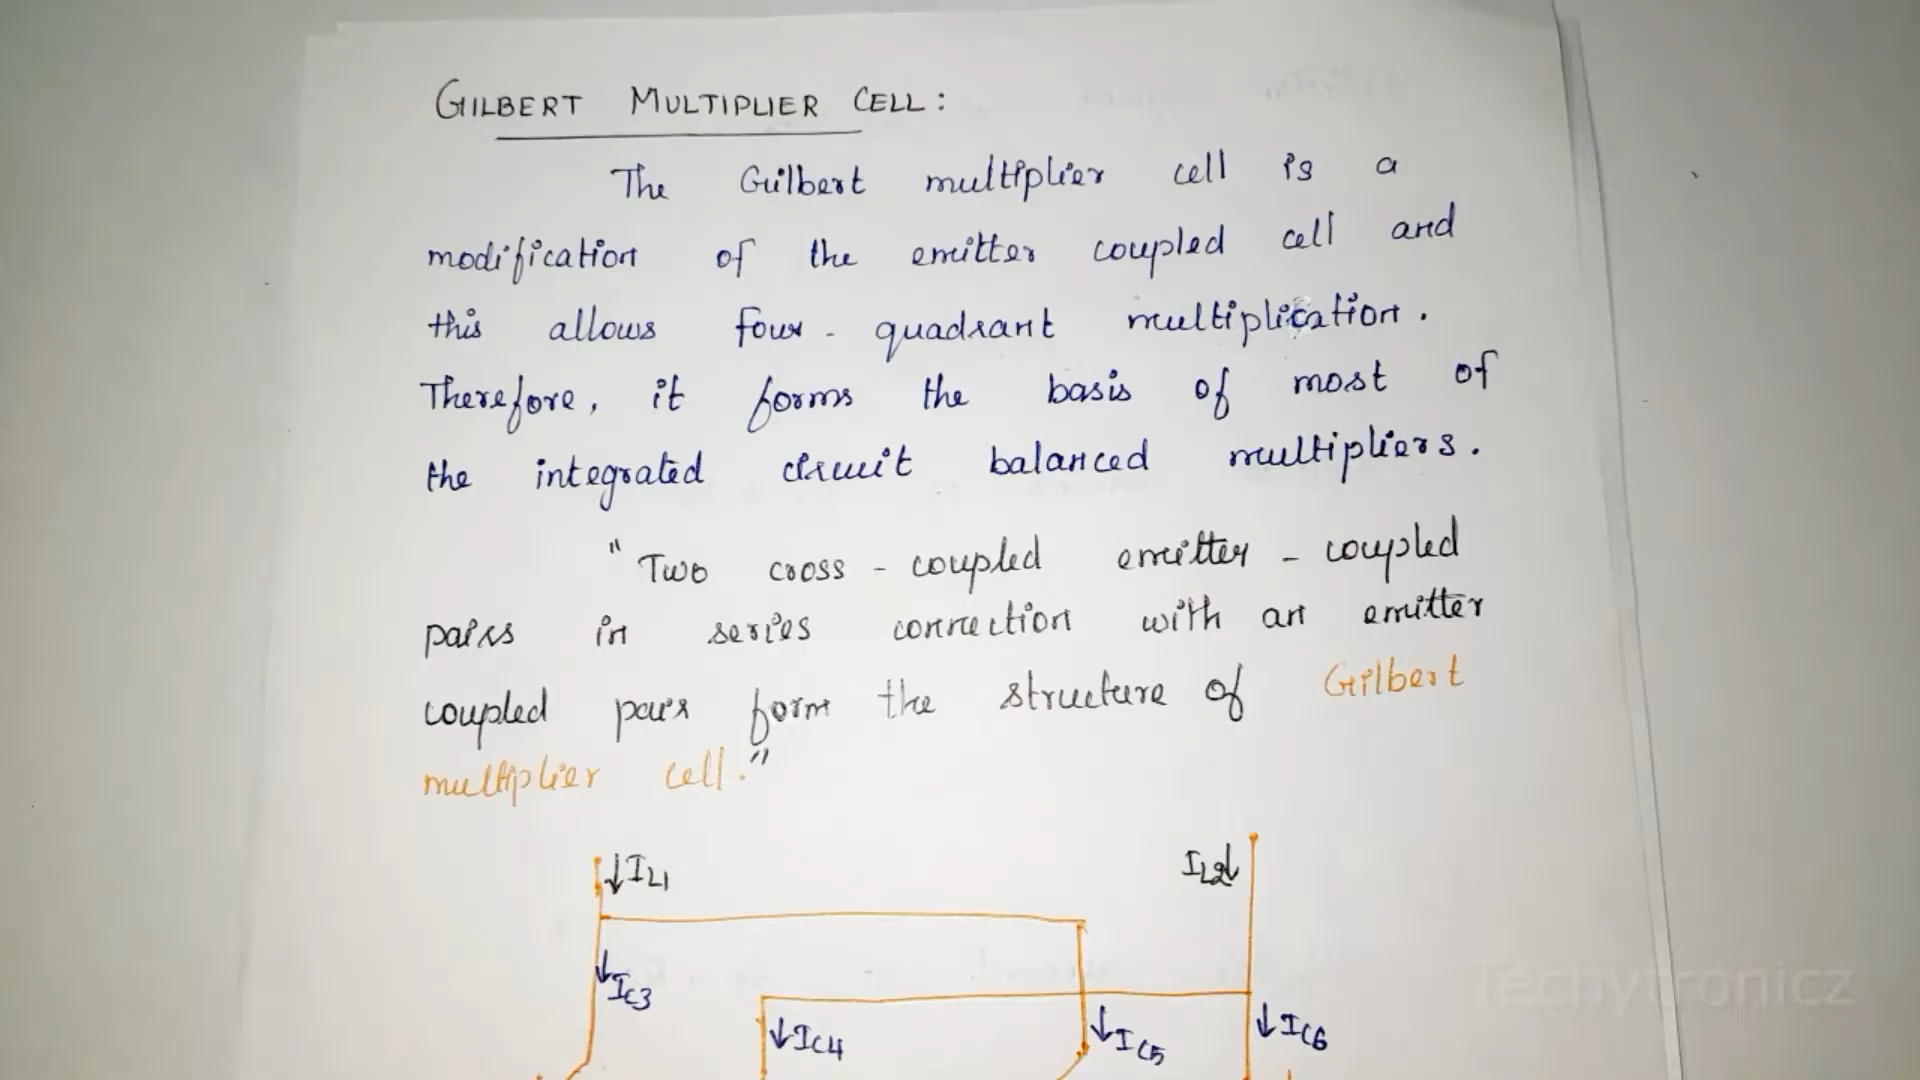 GILBERT MULTIPLIER CELL:
The Gilbert multiplier cell is a
modification of the emitter coupled cell and
this allows four - quadrant multiplication.
Therefore, it forms the basis of most of
the integrated circuit balanced multipliers.
"Two cross - coupled emitter - coupled
pairs in series connection with an emitter
coupled pair form the structure of Gilbert
multiplier cell."
↓IL1 IL2↓
↓IC3
↓IC4 ↓IC5 ↓IC6
Techytronicz